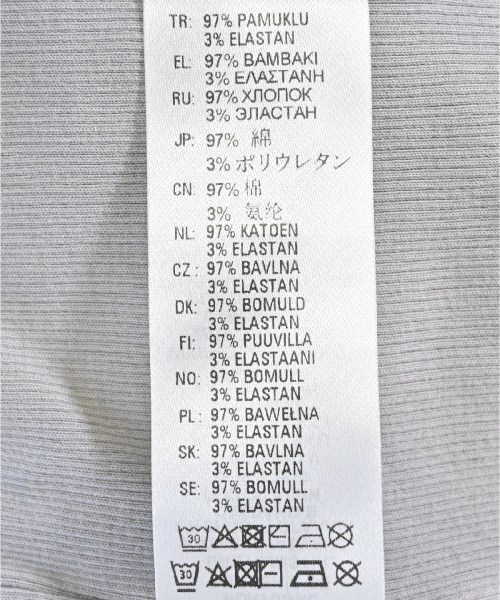 TR: 97% PAMUKLU
3% ELASTAN
EL: 97% ΒΑΜΒΑΚΙ
3% ΕΛΑΣΤΑΝΗ
RU: 97% ХЛОПОК
3% ЭЛАСТАН
JP: 97% 綿
3% ポリウレタン
CN: 97% 棉
3% 氨纶
NL: 97% KATOEN
3% ELASTAN
CZ: 97% BAVLNA
3% ELASTAN
DK: 97% BOMULD
3% ELASTAN
FI: 97% PUUVILLA
3% ELASTAANI
NO: 97% BOMULL
3% ELASTAN
PL: 97% BAWEŁNA
3% ELASTAN
SK: 97% BAVLNA
3% ELASTAN
SE: 97% BOMULL
3% ELASTAN
30
30